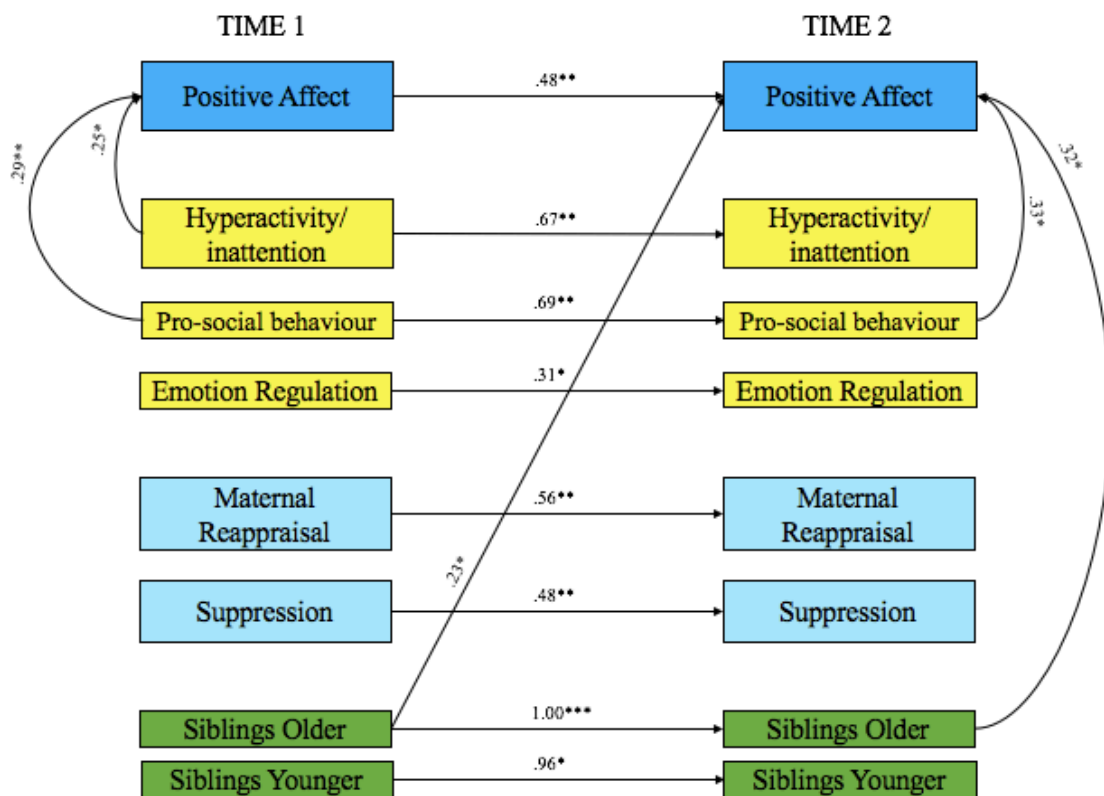 TIME 1
TIME 2
Positive Affect
.48**
Positive Affect
.29**
.25*
.32*
.33*
Hyperactivity/
inattention
.67**
Hyperactivity/
inattention
Pro-social behaviour
.69**
Pro-social behaviour
Emotion Regulation
.31*
Emotion Regulation
Maternal
Reappraisal
.56**
Maternal
Reappraisal
.23*
Suppression
.48**
Suppression
Siblings Older
1.00***
Siblings Older
Siblings Younger
.96*
Siblings Younger